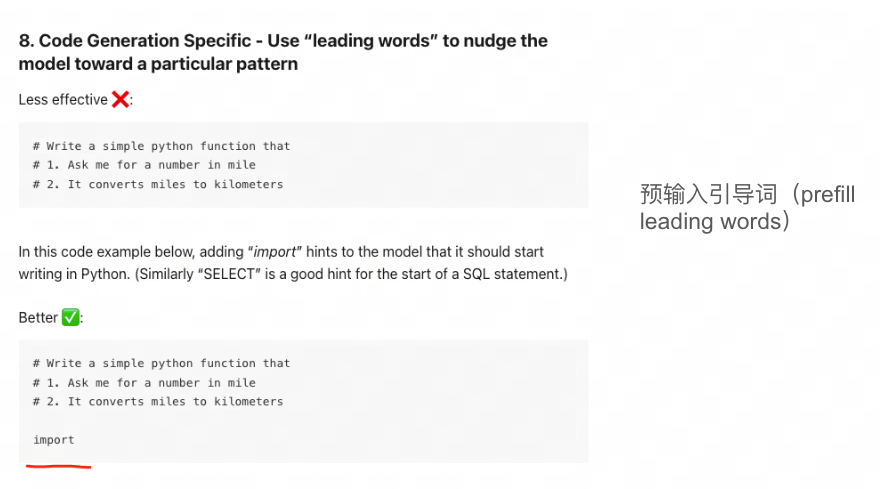 8. Code Generation Specific - Use “leading words” to nudge the
model toward a particular pattern
Less effective ❌:
# Write a simple python function that
# 1. Ask me for a number in mile
# 2. It converts miles to kilometers
预输入引导词（prefill
leading words）
In this code example below, adding “import” hints to the model that it should start
writing in Python. (Similarly “SELECT” is a good hint for the start of a SQL statement.)
Better ✅:
# Write a simple python function that
# 1. Ask me for a number in mile
# 2. It converts miles to kilometers
import